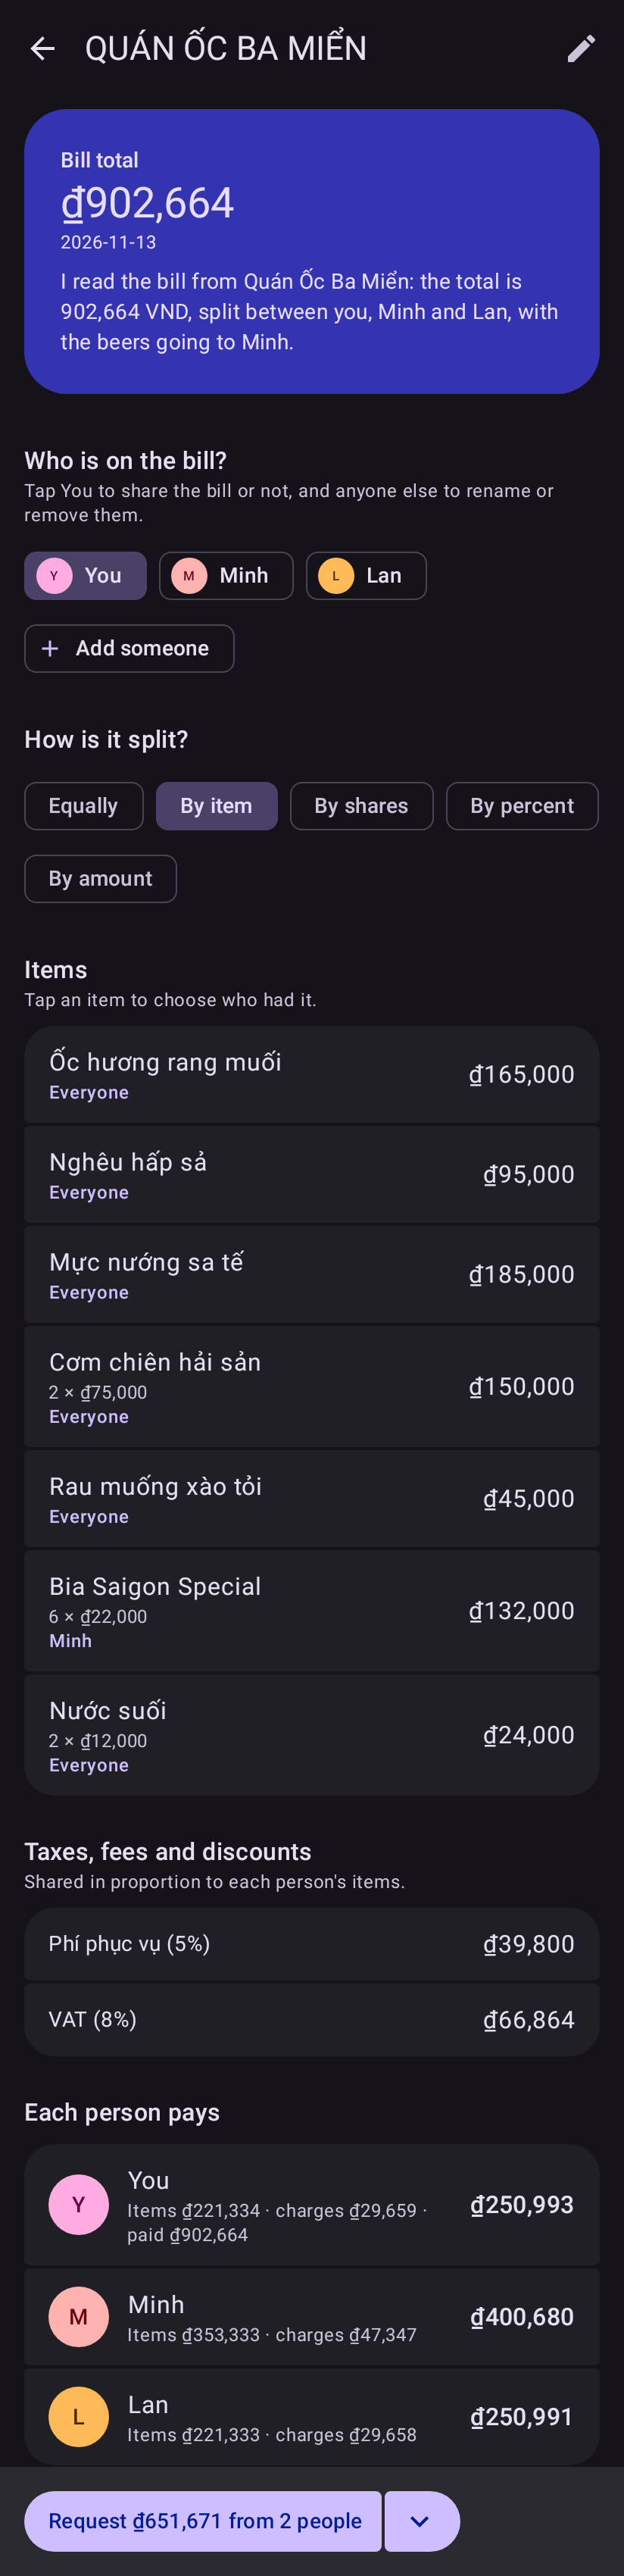 QUÁN ỐC BA MIỂN
Bill total
₫902,664
2026-11-13
I read the bill from Quán Ốc Ba Miển: the total is
902,664 VND, split between you, Minh and Lan, with
the beers going to Minh.
Who is on the bill?
Tap You to share the bill or not, and anyone else to rename or
remove them.
Y You M Minh L Lan
+ Add someone
How is it split?
Equally By item By shares By percent
By amount
Items
Tap an item to choose who had it.
Ốc hương rang muối
Everyone
₫165,000
Nghêu hấp sả
Everyone
₫95,000
Mực nướng sa tế
Everyone
₫185,000
Cơm chiên hải sản
2 × ₫75,000
Everyone
₫150,000
Rau muống xào tỏi
Everyone
₫45,000
Bia Saigon Special
6 × ₫22,000
Minh
₫132,000
Nước suối
2 × ₫12,000
Everyone
₫24,000
Taxes, fees and discounts
Shared in proportion to each person's items.
Phí phục vụ (5%) ₫39,800
VAT (8%) ₫66,864
Each person pays
Y
You
Items ₫221,334 · charges ₫29,659 ·
paid ₫902,664
₫250,993
M
Minh
Items ₫353,333 · charges ₫47,347
₫400,680
L
Lan
Items ₫221,333 · charges ₫29,658
₫250,991
Request ₫651,671 from 2 people